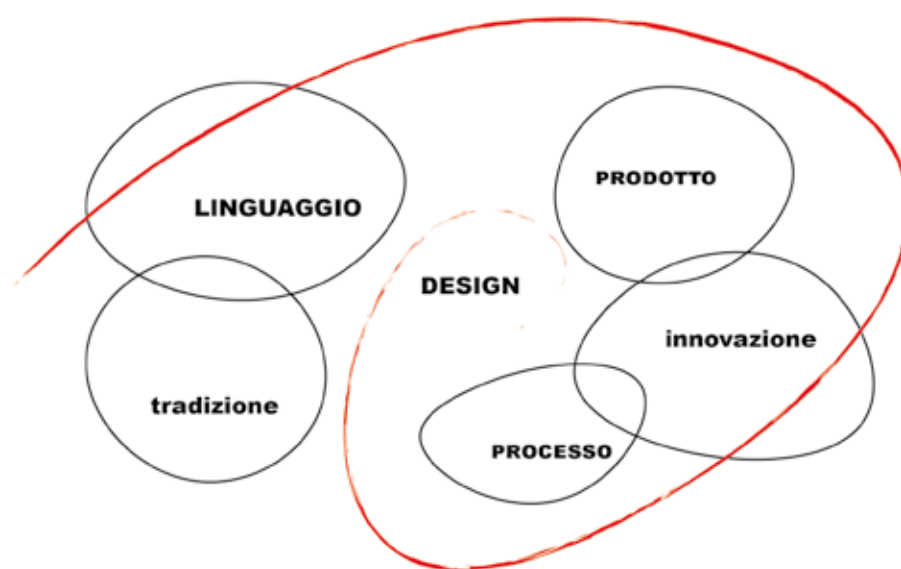 LINGUAGGIO
PRODOTTO
DESIGN
innovazione
tradizione
PROCESSO